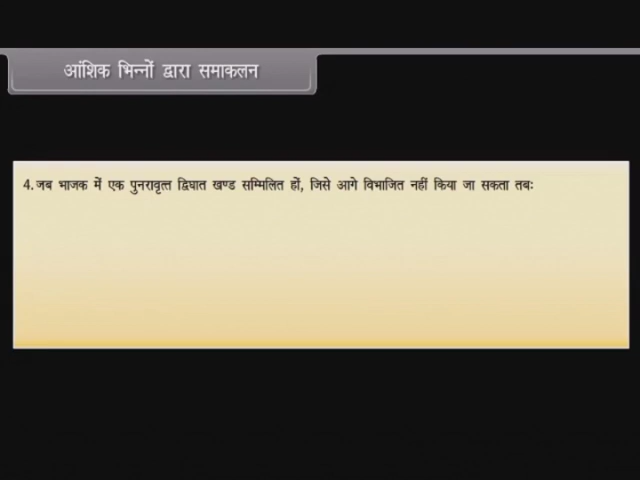 आंशिक भिन्नों द्वारा समाकलन
4. जब भाजक में एक पुनरावृत्त द्विघात खण्ड सम्मिलित हों, जिसे आगे विभाजित नहीं किया जा सकता तबः